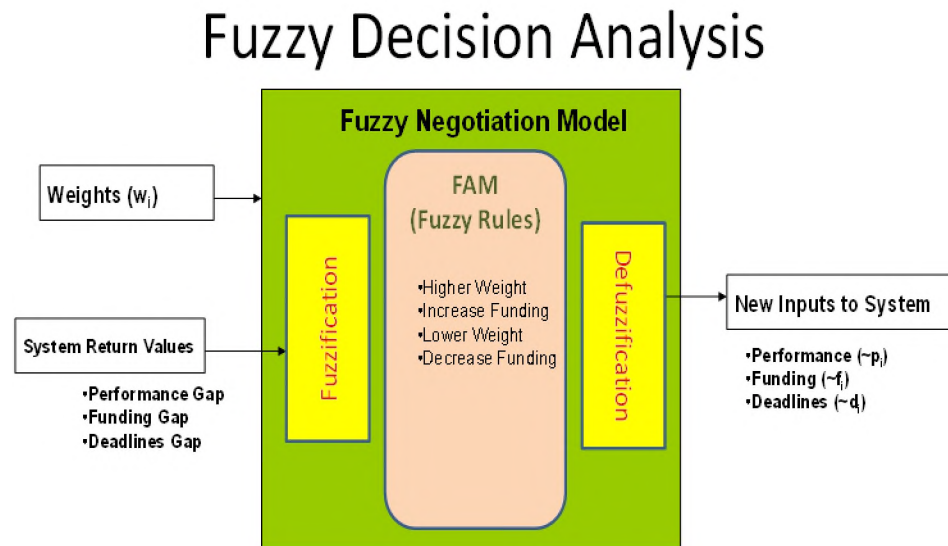 Fuzzy Decision Analysis
Fuzzy Negotiation Model
Weights (wᵢ)
FAM
(Fuzzy Rules)
Fuzzification
•Higher Weight
•Increase Funding
•Lower Weight
•Decrease Funding
Defuzzification
System Return Values
•Performance Gap
•Funding Gap
•Deadlines Gap
New Inputs to System
•Performance (~pᵢ)
•Funding (~fᵢ)
•Deadlines (~dᵢ)